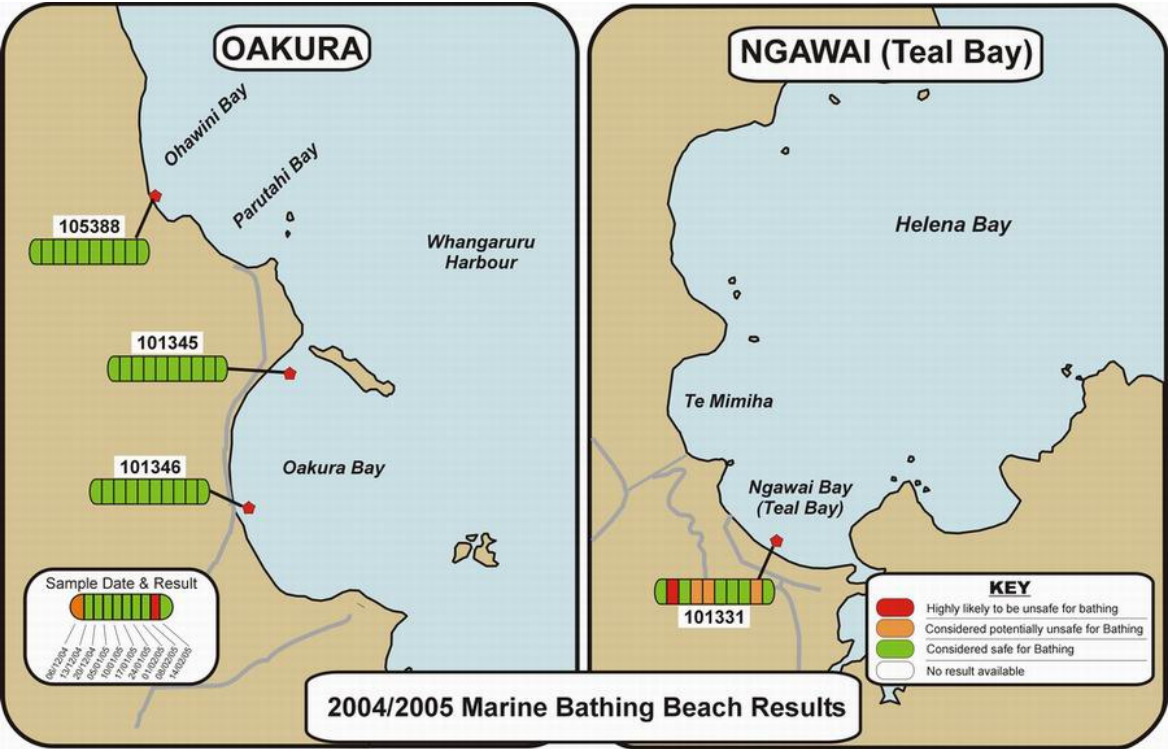 OAKURA
Ohawini Bay
Parutahi Bay
Whangaruru
Harbour
105388
101345
101346
Oakura Bay
Sample Date & Result
06/12/04
13/12/04
20/12/04
05/01/05
10/01/05
17/01/05
24/01/05
01/02/05
08/02/05
14/02/05
NGAWAI (Teal Bay)
Helena Bay
Te Mimiha
Ngawai Bay
(Teal Bay)
101331
KEY
Highly likely to be unsafe for bathing
Considered potentially unsafe for Bathing
Considered safe for Bathing
No result available
2004/2005 Marine Bathing Beach Results